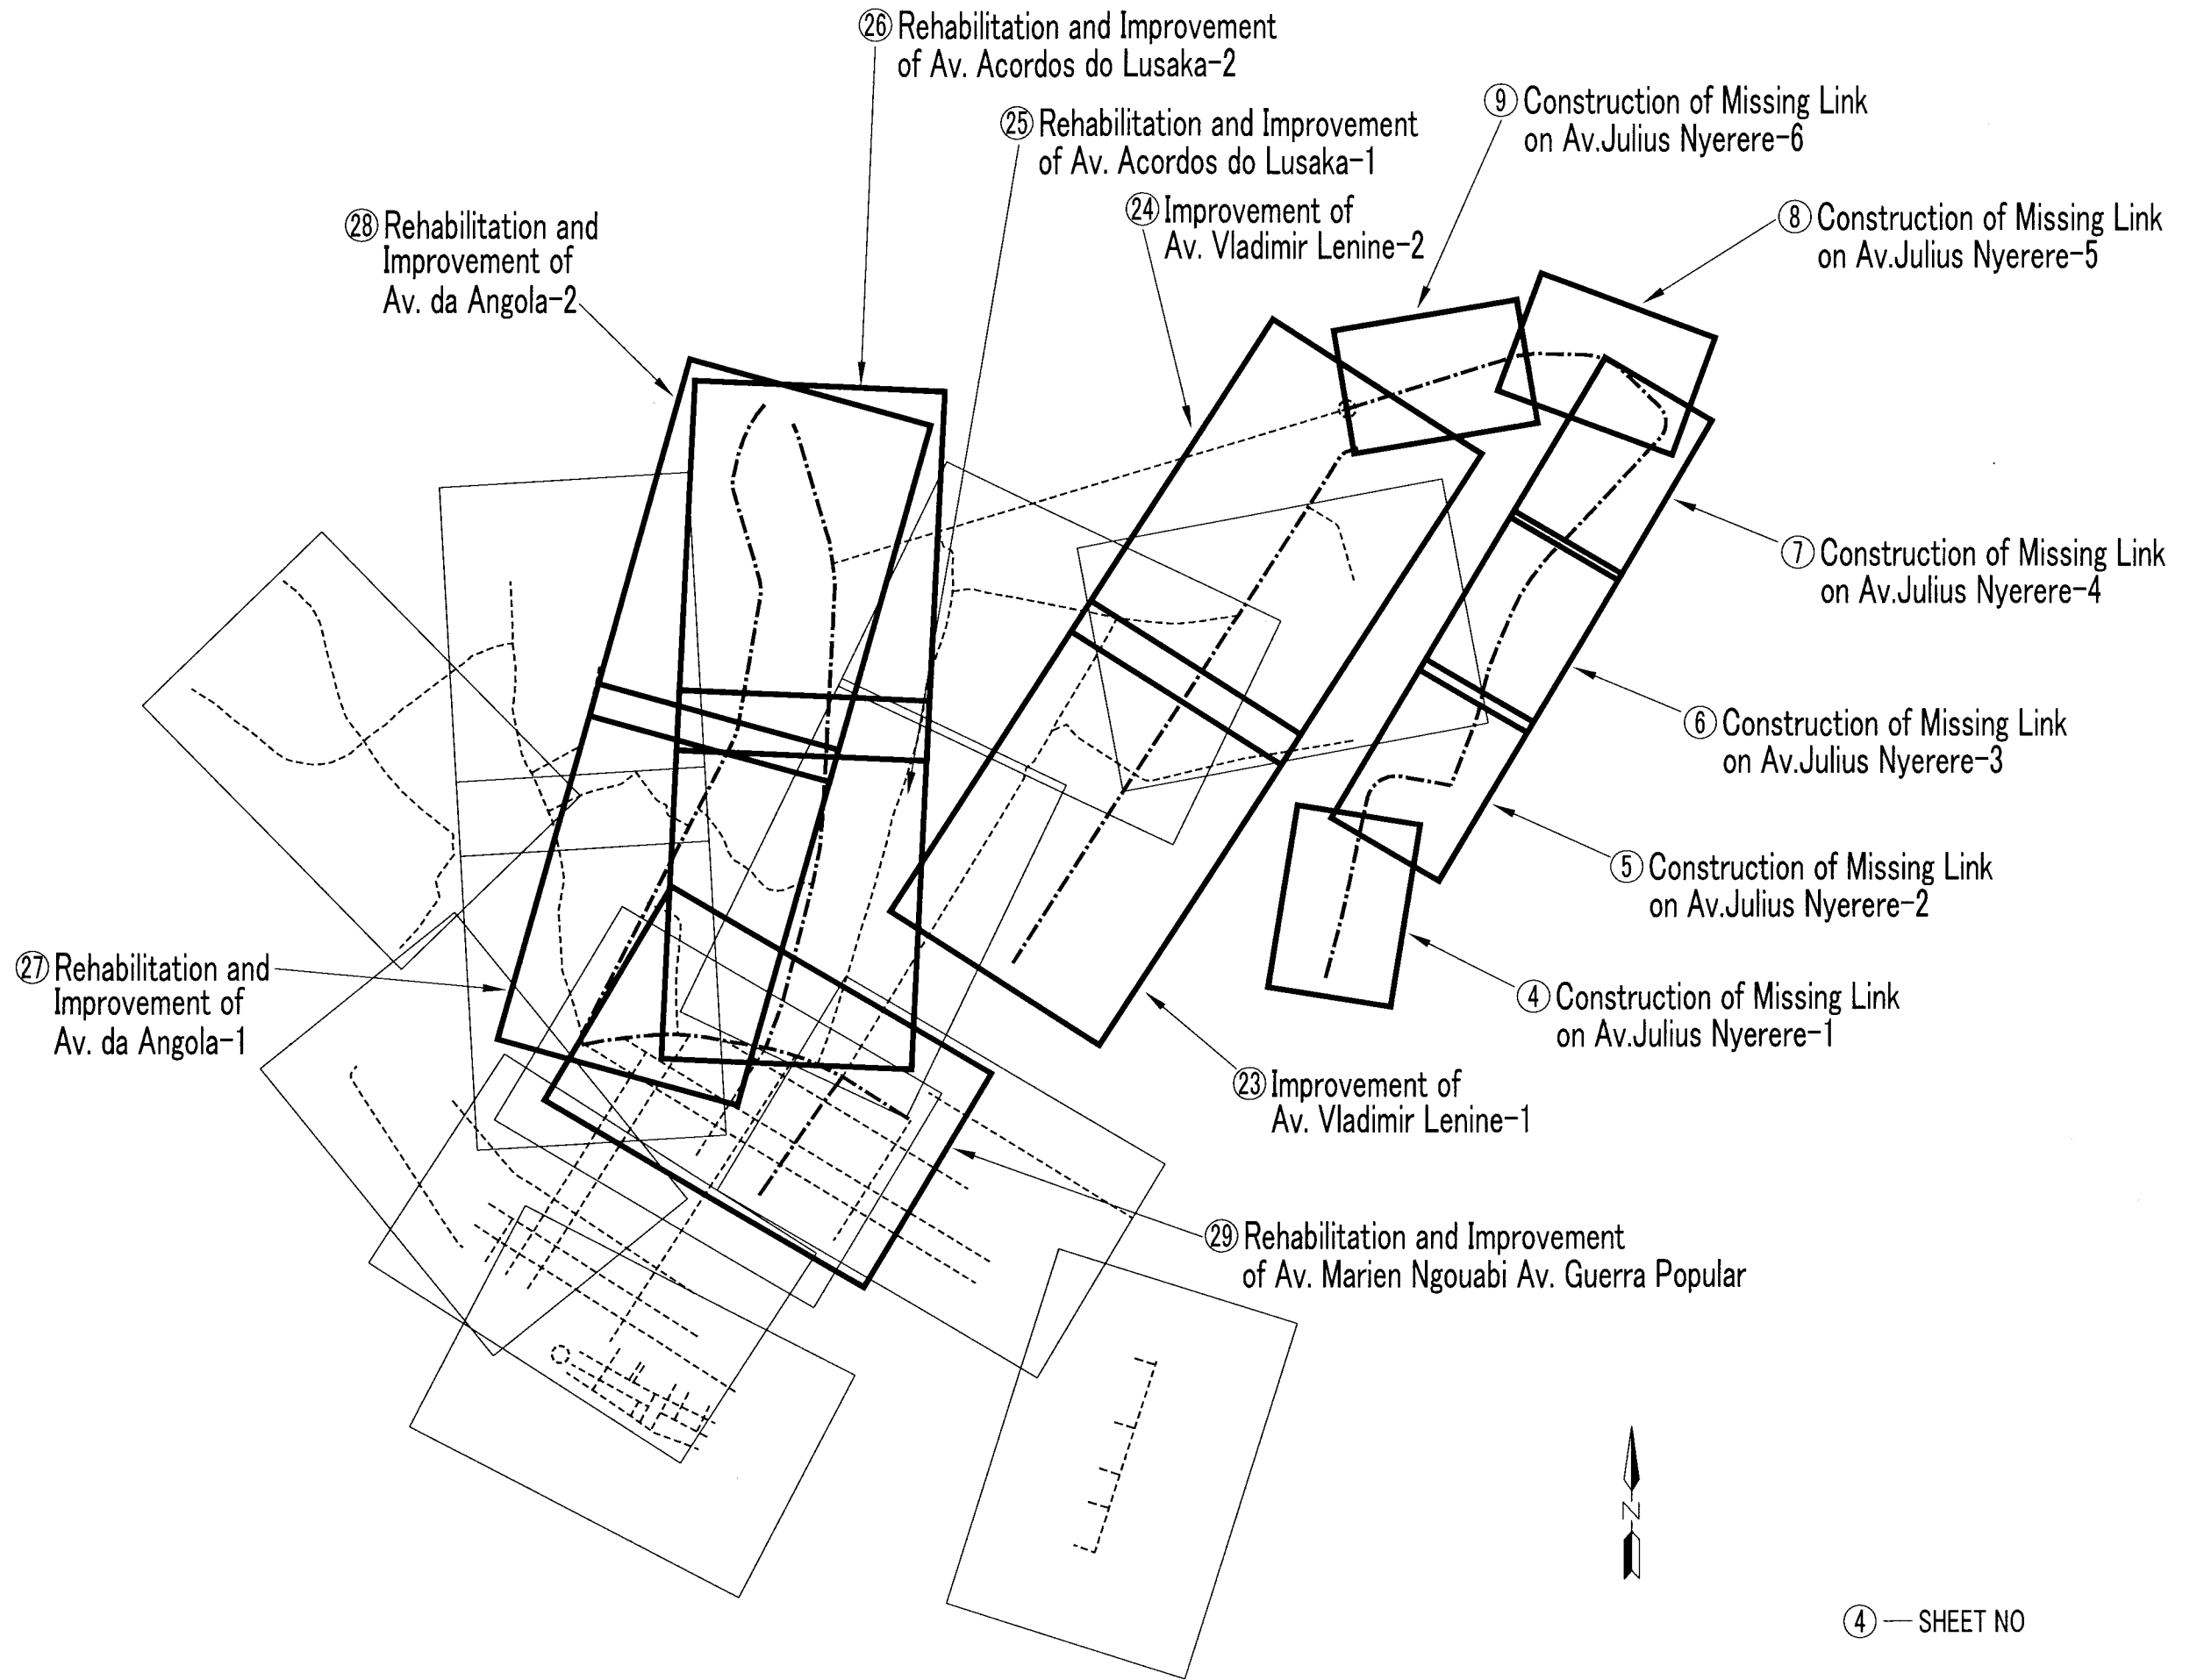 ㉖ Rehabilitation and Improvement
of Av. Acordos do Lusaka-2
㉕ Rehabilitation and Improvement
of Av. Acordos do Lusaka-1
⑨ Construction of Missing Link
on Av.Julius Nyerere-6
㉔ Improvement of
Av. Vladimir Lenine-2
⑧ Construction of Missing Link
on Av.Julius Nyerere-5
㉘ Rehabilitation and
Improvement of
Av. da Angola-2
⑦ Construction of Missing Link
on Av.Julius Nyerere-4
⑥ Construction of Missing Link
on Av.Julius Nyerere-3
⑤ Construction of Missing Link
on Av.Julius Nyerere-2
㉗ Rehabilitation and
Improvement of
Av. da Angola-1
④ Construction of Missing Link
on Av.Julius Nyerere-1
㉓ Improvement of
Av. Vladimir Lenine-1
㉙ Rehabilitation and Improvement
of Av. Marien Ngouabi Av. Guerra Popular
N
④ — SHEET NO